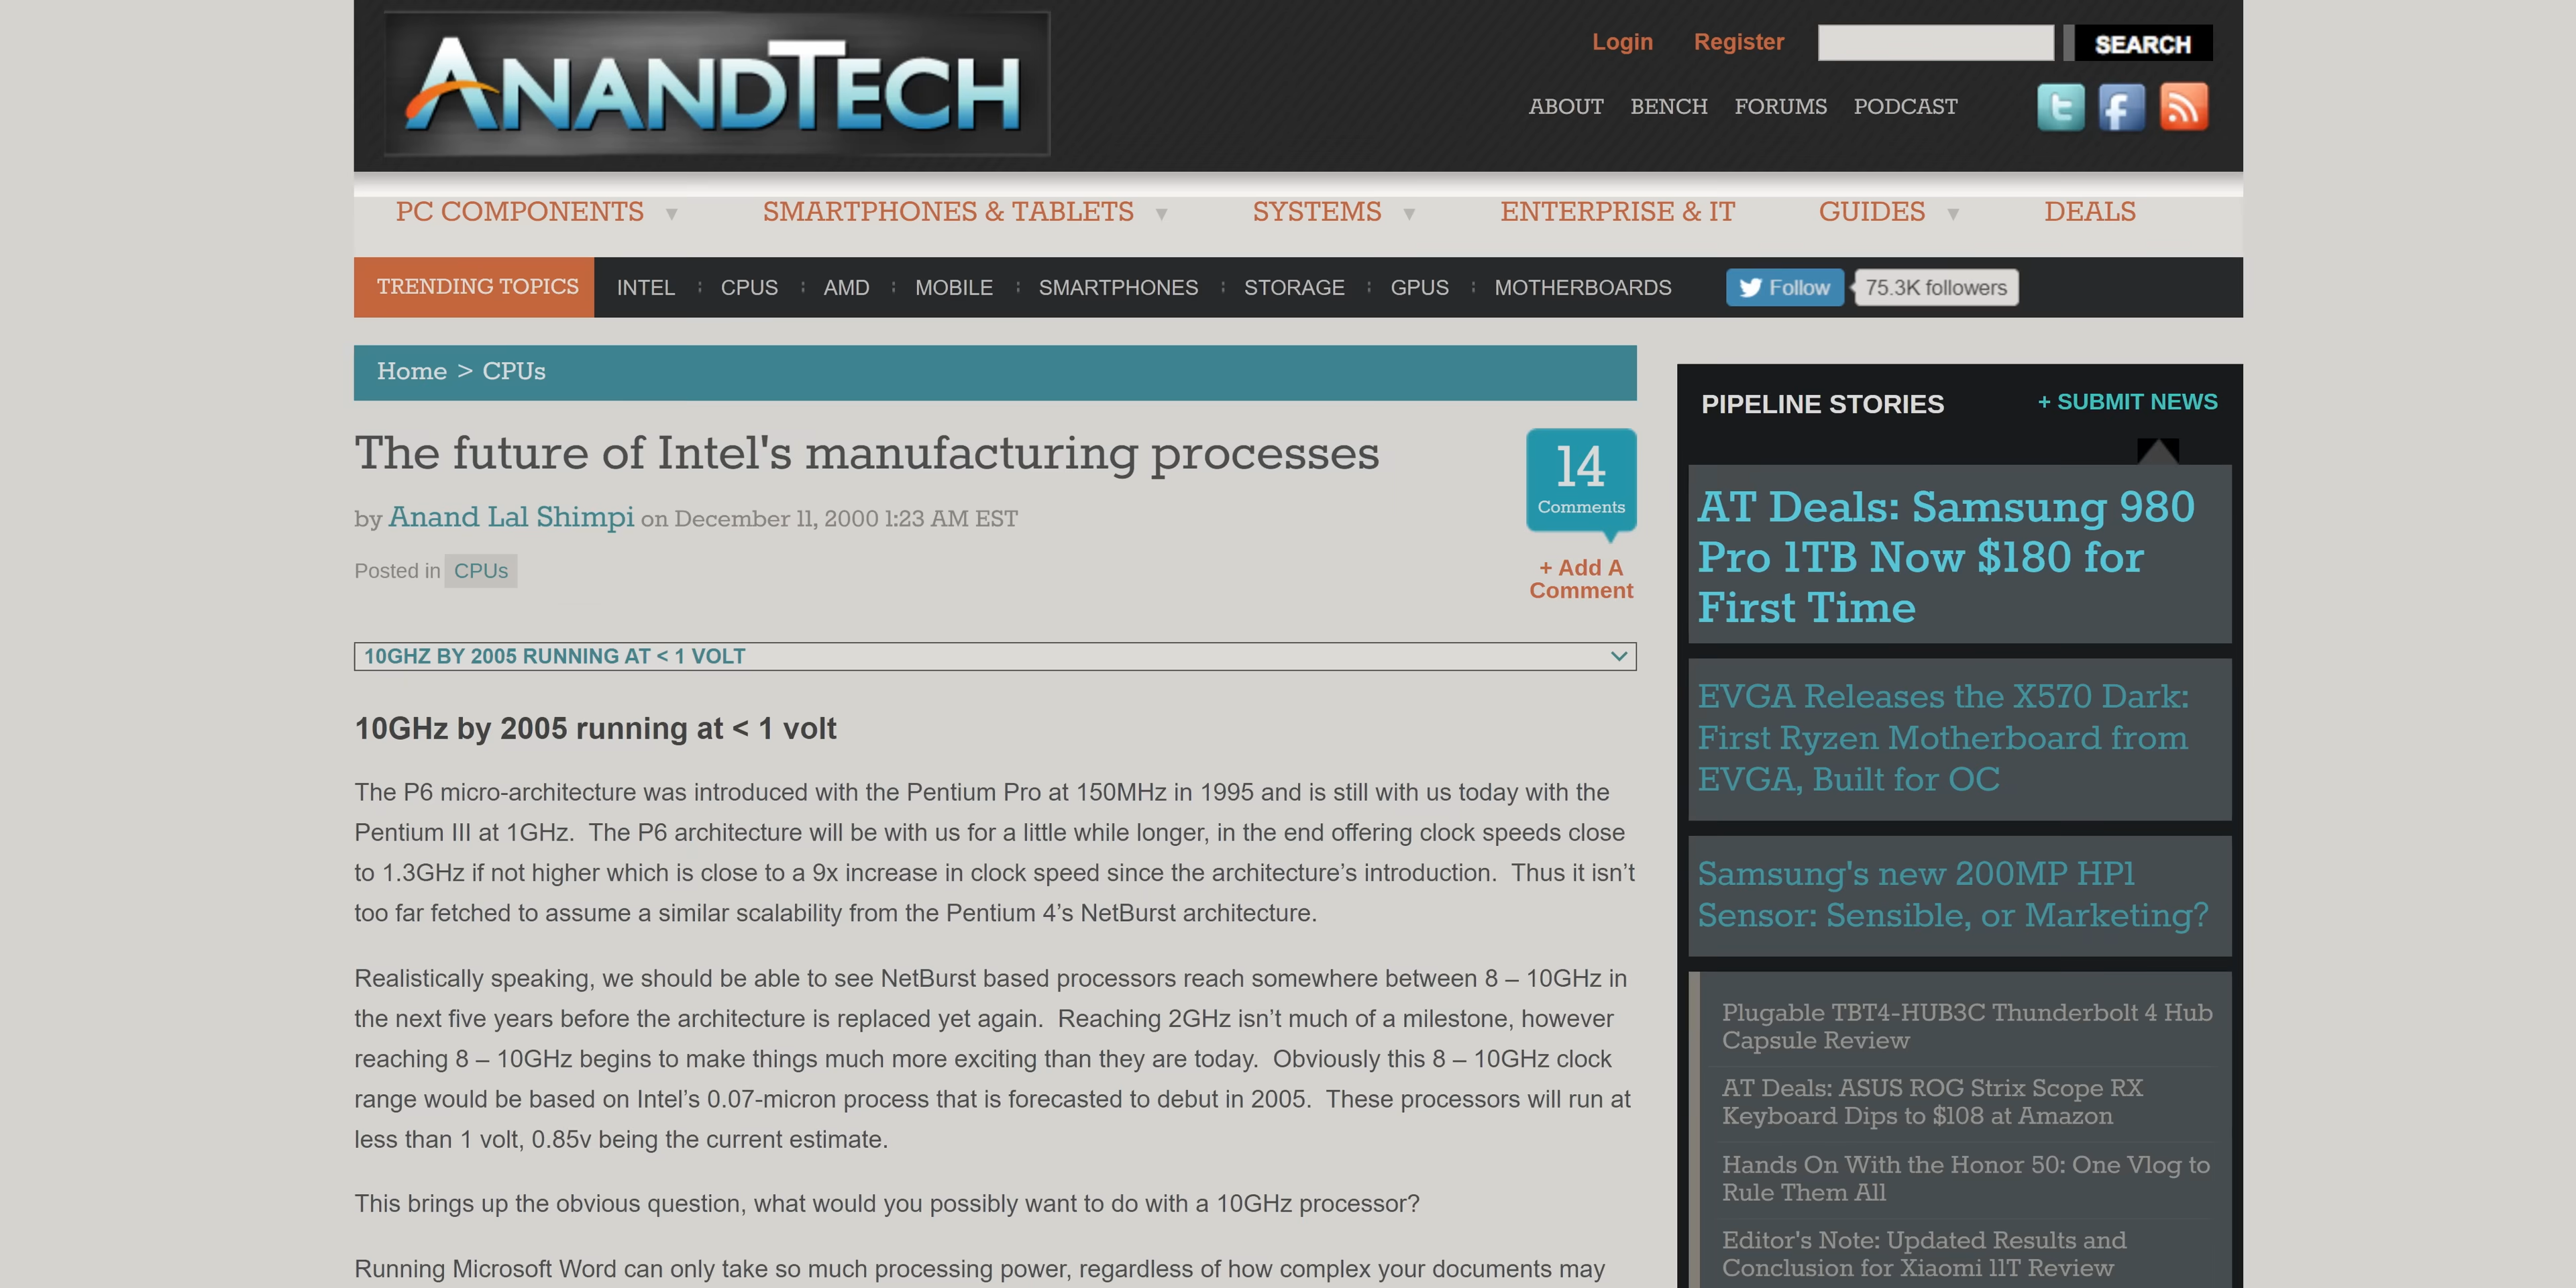 ANANDTECH
Login Register SEARCH
ABOUT BENCH FORUMS PODCAST
PC COMPONENTS SMARTPHONES & TABLETS SYSTEMS ENTERPRISE & IT GUIDES DEALS
TRENDING TOPICS INTEL CPUS AMD MOBILE SMARTPHONES STORAGE GPUS MOTHERBOARDS Follow 75.3K followers
Home > CPUs
The future of Intel's manufacturing processes
by Anand Lal Shimpi on December 11, 2000 1:23 AM EST
Posted in CPUs
14
Comments
+ Add A
Comment
10GHZ BY 2005 RUNNING AT < 1 VOLT
10GHz by 2005 running at < 1 volt
The P6 micro-architecture was introduced with the Pentium Pro at 150MHz in 1995 and is still with us today with the
Pentium III at 1GHz.  The P6 architecture will be with us for a little while longer, in the end offering clock speeds close
to 1.3GHz if not higher which is close to a 9x increase in clock speed since the architecture’s introduction.  Thus it isn’t
too far fetched to assume a similar scalability from the Pentium 4’s NetBurst architecture.
Realistically speaking, we should be able to see NetBurst based processors reach somewhere between 8 – 10GHz in
the next five years before the architecture is replaced yet again.  Reaching 2GHz isn’t much of a milestone, however
reaching 8 – 10GHz begins to make things much more exciting than they are today.  Obviously this 8 – 10GHz clock
range would be based on Intel’s 0.07-micron process that is forecasted to debut in 2005.  These processors will run at
less than 1 volt, 0.85v being the current estimate.
This brings up the obvious question, what would you possibly want to do with a 10GHz processor?
Running Microsoft Word can only take so much processing power, regardless of how complex your documents may
PIPELINE STORIES + SUBMIT NEWS
AT Deals: Samsung 980
Pro 1TB Now $180 for
First Time
EVGA Releases the X570 Dark:
First Ryzen Motherboard from
EVGA, Built for OC
Samsung's new 200MP HP1
Sensor: Sensible, or Marketing?
Plugable TBT4-HUB3C Thunderbolt 4 Hub
Capsule Review
AT Deals: ASUS ROG Strix Scope RX
Keyboard Dips to $108 at Amazon
Hands On With the Honor 50: One Vlog to
Rule Them All
Editor's Note: Updated Results and
Conclusion for Xiaomi 11T Review